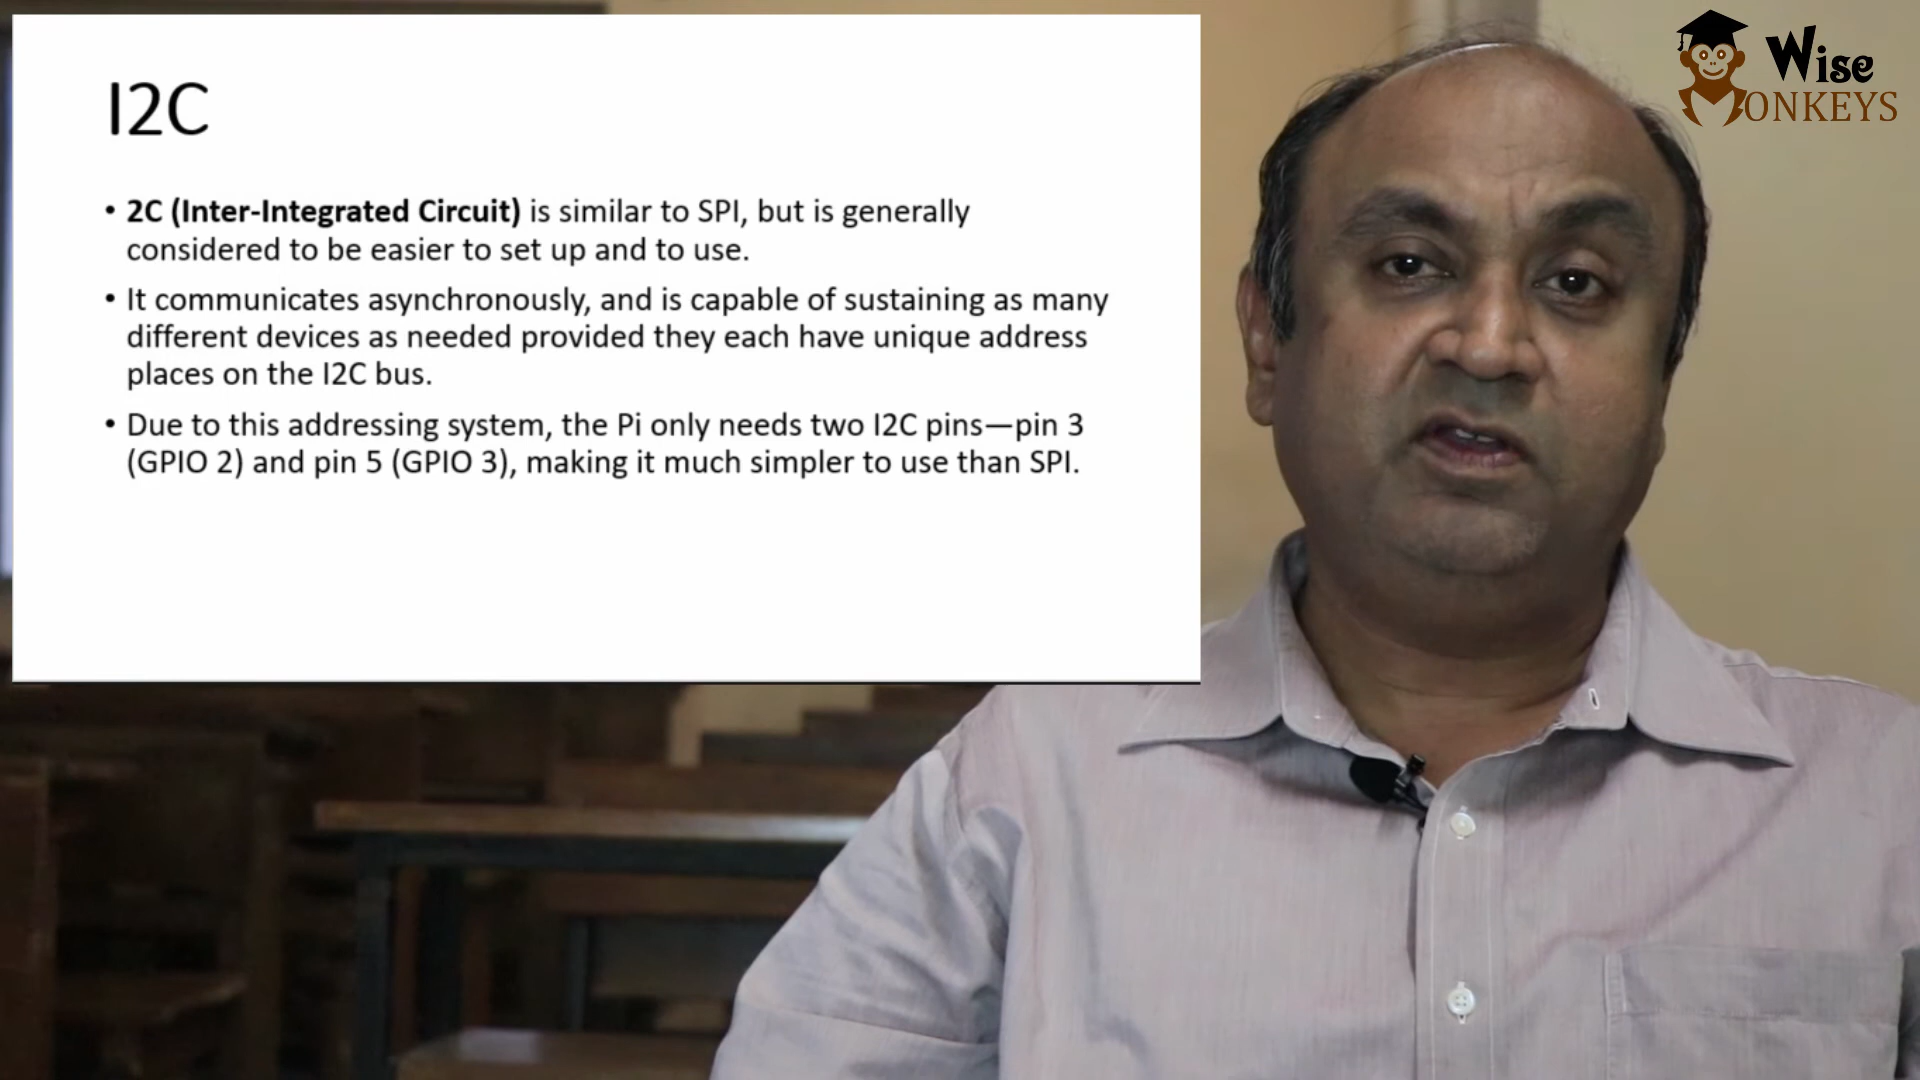 I2C
• 2C (Inter-Integrated Circuit) is similar to SPI, but is generally
considered to be easier to set up and to use.
• It communicates asynchronously, and is capable of sustaining as many
different devices as needed provided they each have unique address
places on the I2C bus.
• Due to this addressing system, the Pi only needs two I2C pins—pin 3
(GPIO 2) and pin 5 (GPIO 3), making it much simpler to use than SPI.
Wise
MONKEYS